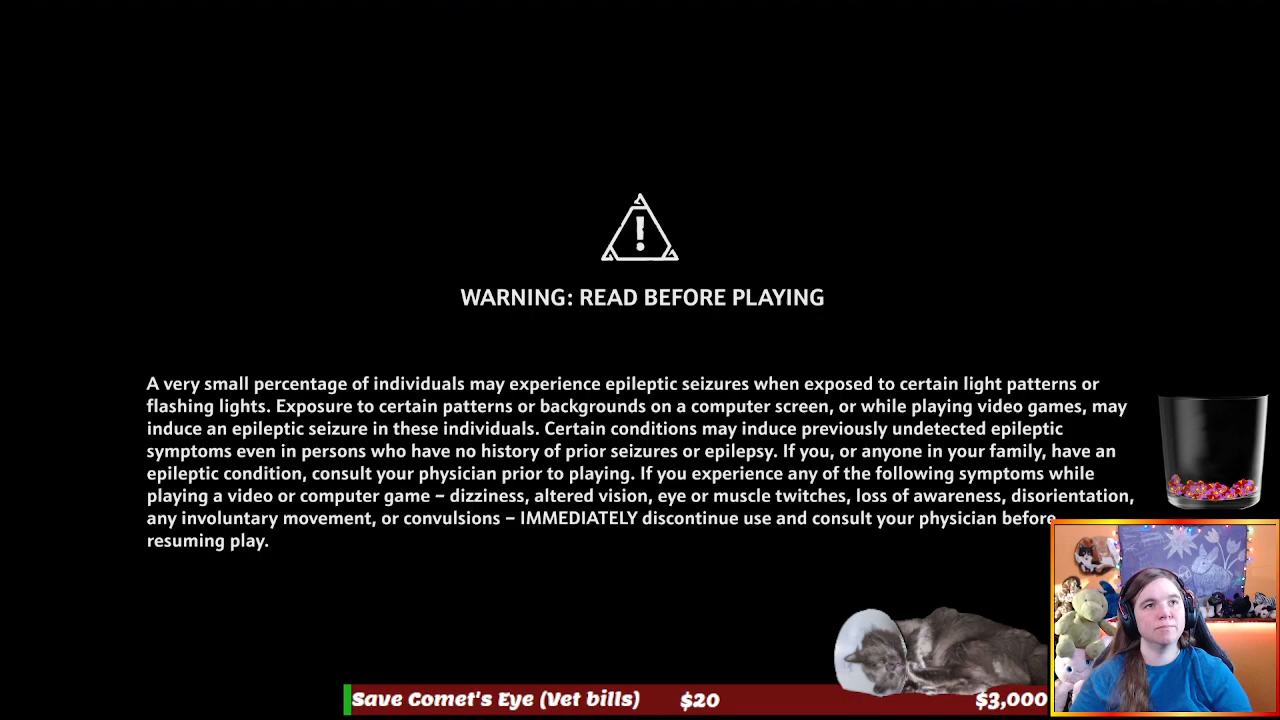 WARNING: READ BEFORE PLAYING
A very small percentage of individuals may experience epileptic seizures when exposed to certain light patterns or
flashing lights. Exposure to certain patterns or backgrounds on a computer screen, or while playing video games, may
induce an epileptic seizure in these individuals. Certain conditions may induce previously undetected epileptic
symptoms even in persons who have no history of prior seizures or epilepsy. If you, or anyone in your family, have an
epileptic condition, consult your physician prior to playing. If you experience any of the following symptoms while
playing a video or computer game – dizziness, altered vision, eye or muscle twitches, loss of awareness, disorientation,
any involuntary movement, or convulsions – IMMEDIATELY discontinue use and consult your physician before
resuming play.
Save Comet's Eye (Vet bills) $20 $3,000